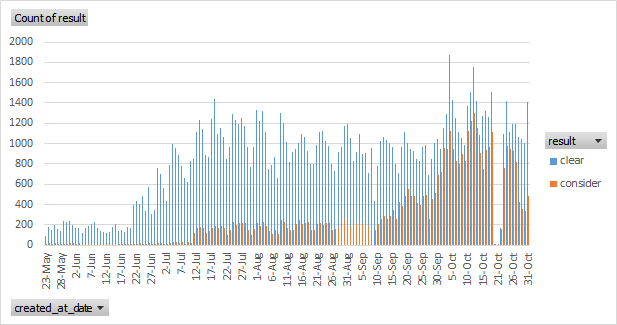 Count of result
2000
1800
1600
1400
1200
1000
800
600
400
200
0
23-May
28-May
2-Jun
7-Jun
12-Jun
17-Jun
22-Jun
27-Jun
2-Jul
7-Jul
12-Jul
17-Jul
22-Jul
27-Jul
1-Aug
6-Aug
11-Aug
16-Aug
21-Aug
26-Aug
31-Aug
5-Sep
10-Sep
15-Sep
20-Sep
25-Sep
30-Sep
5-Oct
10-Oct
16-Oct
21-Oct
26-Oct
31-Oct
result
clear
consider
created_at_date